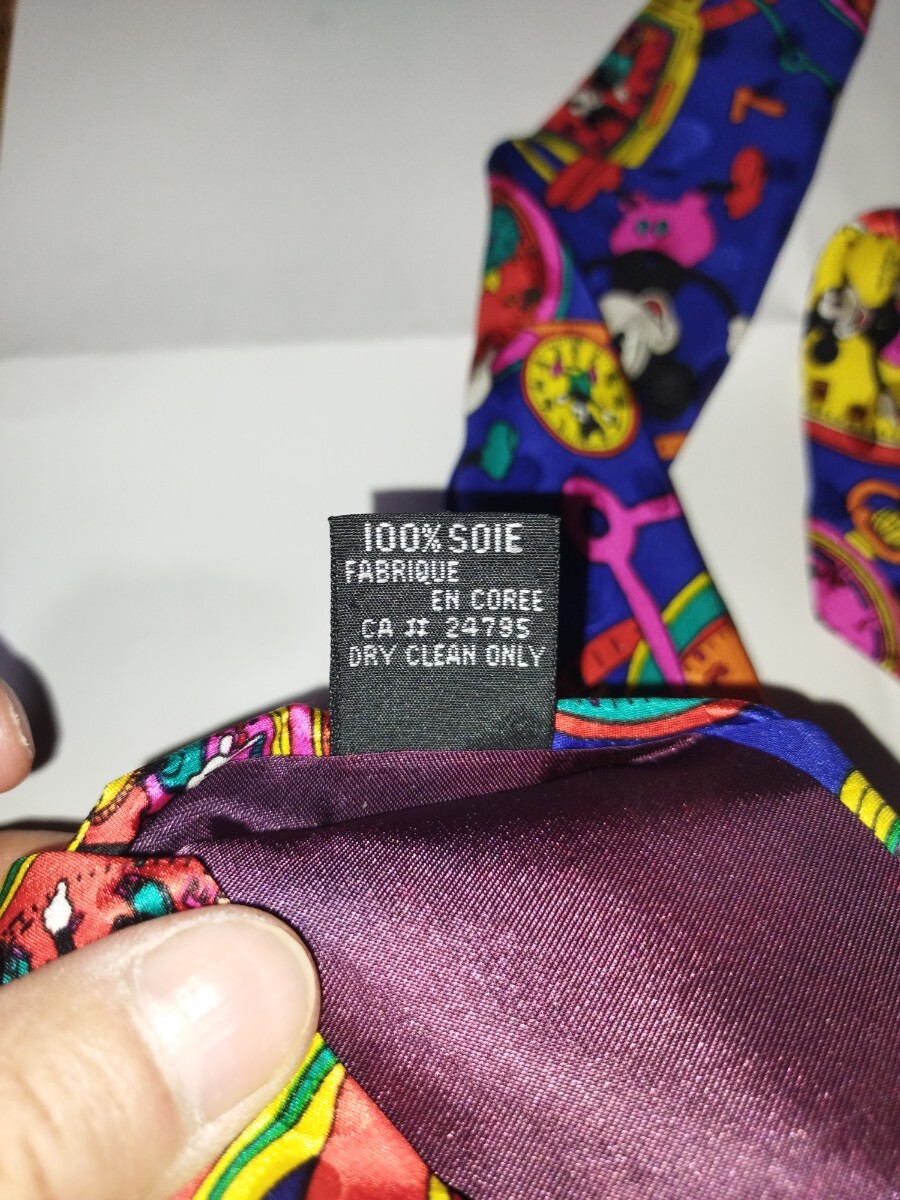 100% SOIE
FABRIQUE
EN COREE
CA # 24795
DRY CLEAN ONLY